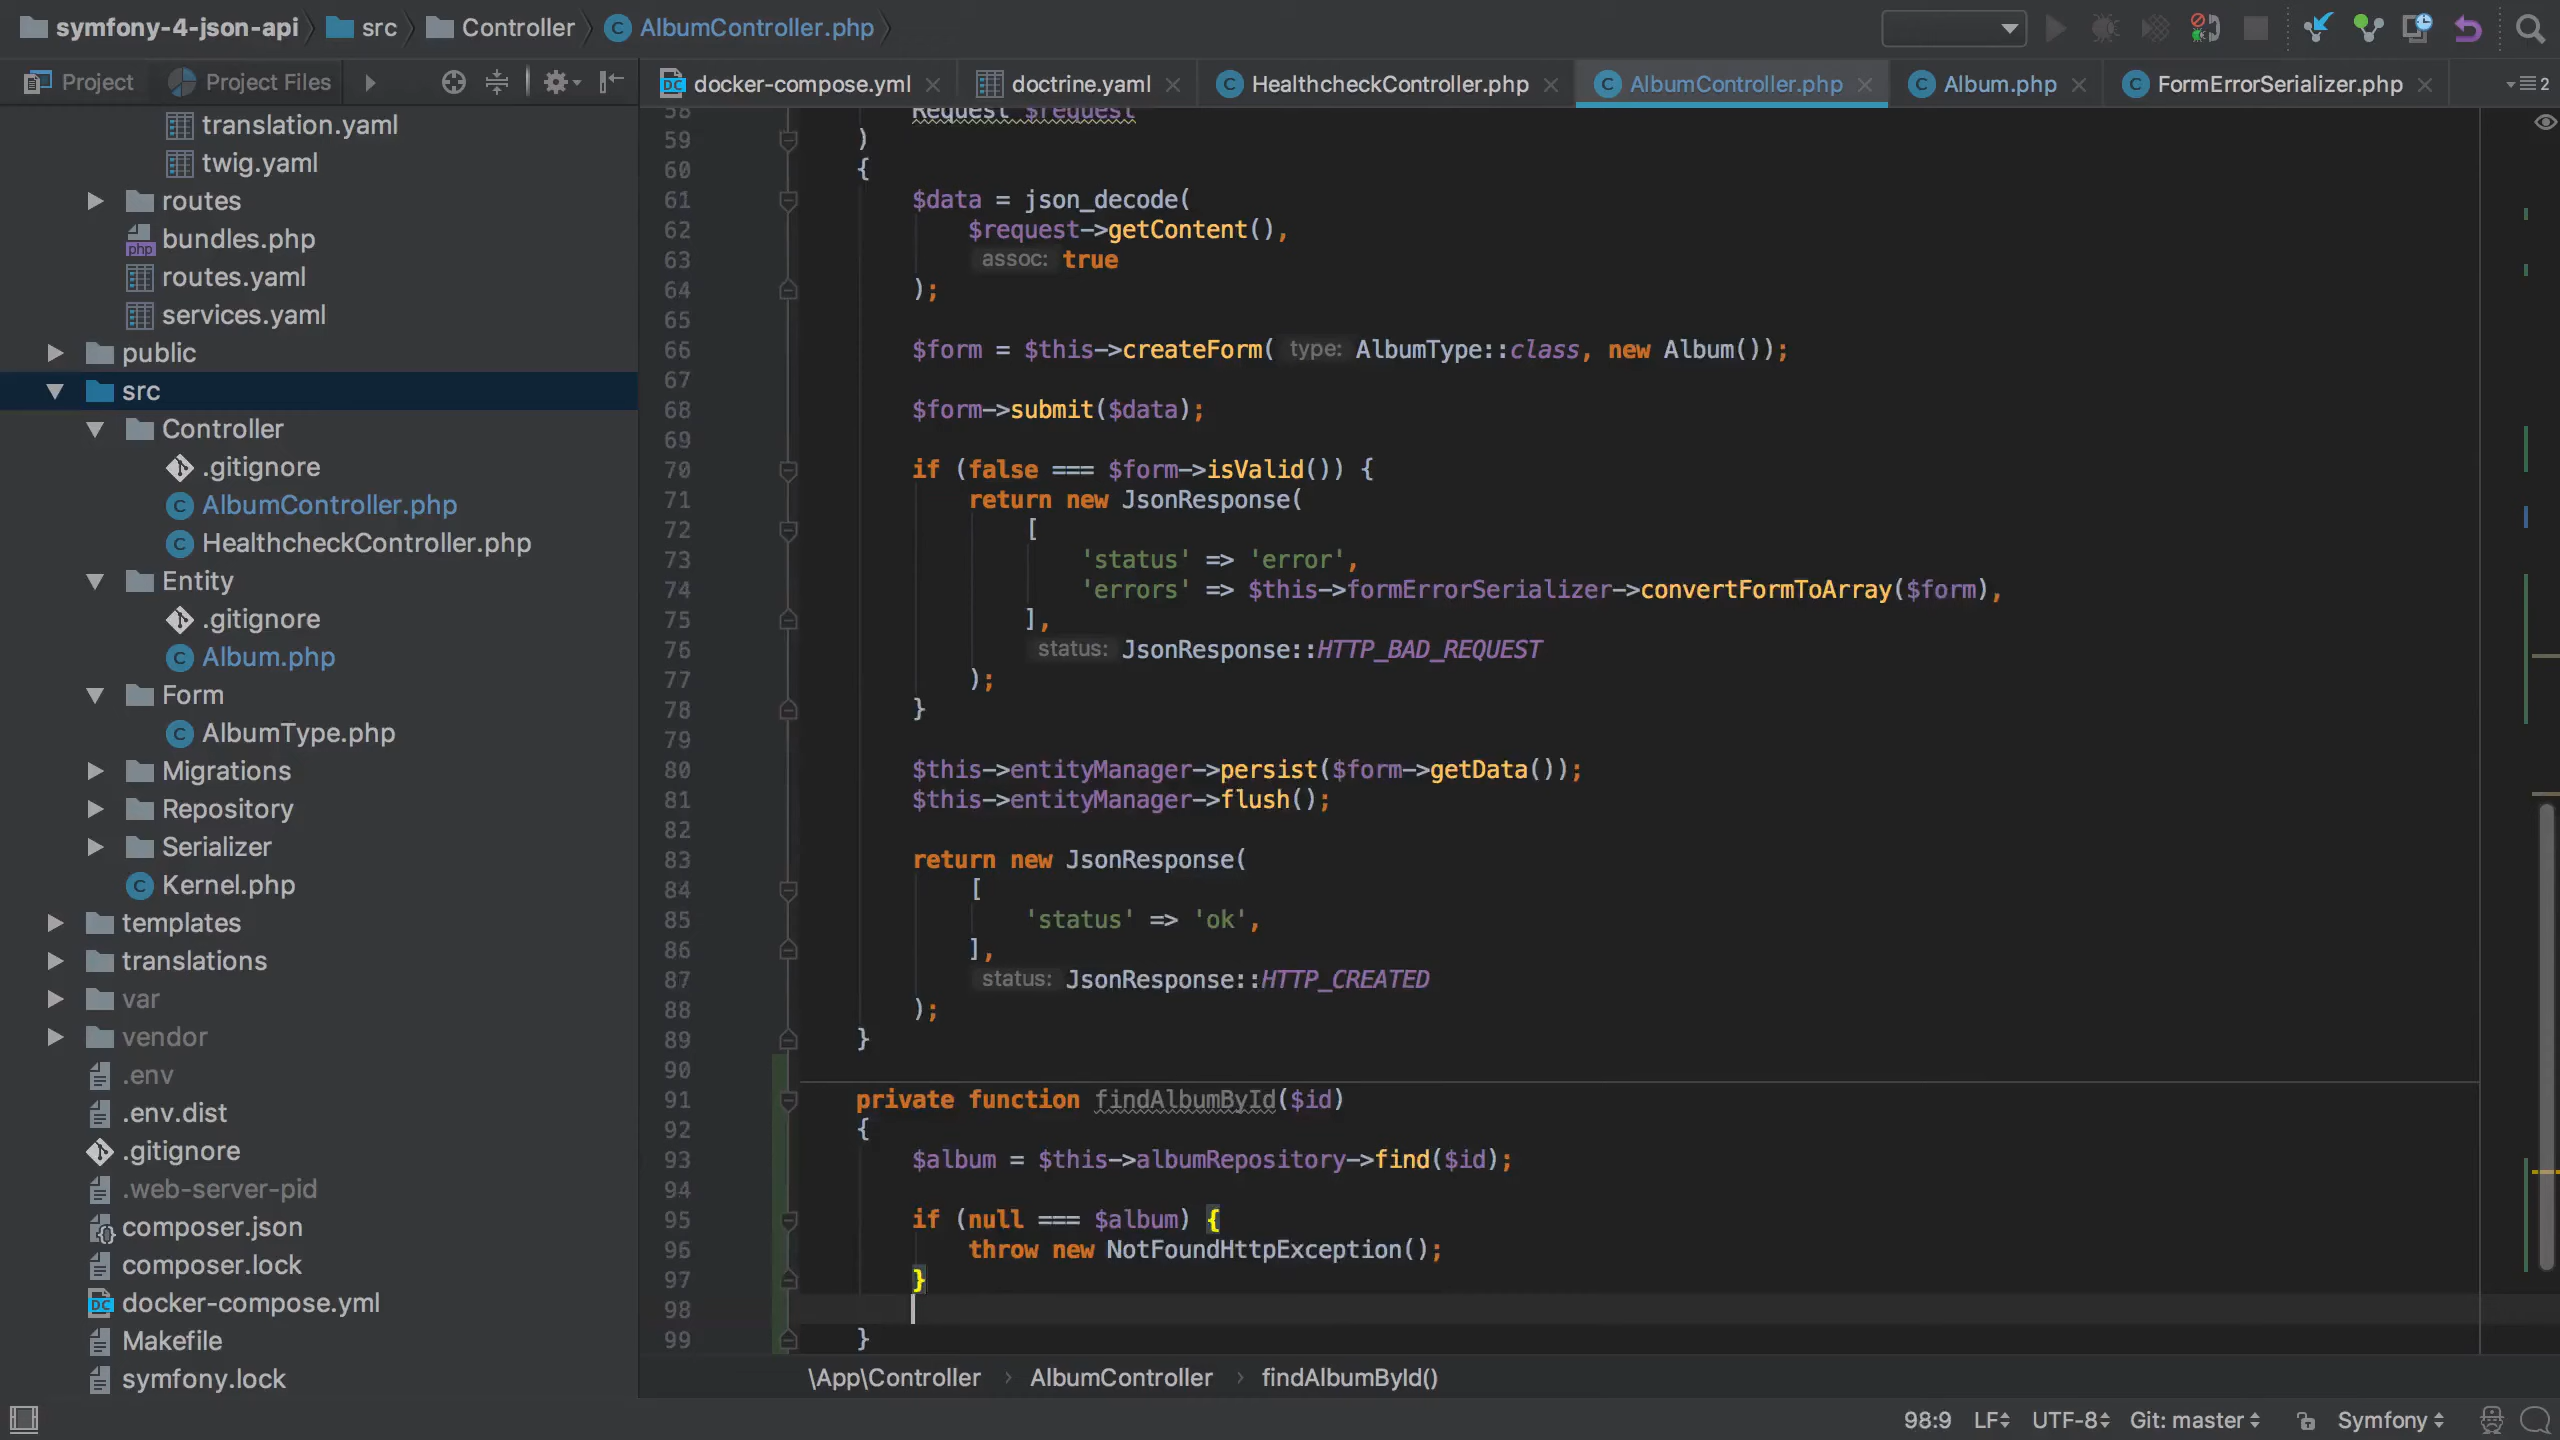 symfony-4-json-api src Controller AlbumController.php
Project Project Files
docker-compose.yml doctrine.yaml HealthcheckController.php AlbumController.php Album.php FormErrorSerializer.php 2
translation.yaml
twig.yaml
routes
bundles.php
routes.yaml
services.yaml
public
src
Controller
.gitignore
AlbumController.php
HealthcheckController.php
Entity
.gitignore
Album.php
Form
AlbumType.php
Migrations
Repository
Serializer
Kernel.php
templates
translations
var
vendor
.env
.env.dist
.gitignore
.web-server-pid
composer.json
composer.lock
docker-compose.yml
Makefile
symfony.lock
58 Request $request
59 )
60 {
61 $data = json_decode(
62 $request->getContent(),
63 assoc: true
64 );
65
66 $form = $this->createForm( type: AlbumType::class, new Album());
67
68 $form->submit($data);
69
70 if (false === $form->isValid()) {
71 return new JsonResponse(
72 [
73 'status' => 'error',
74 'errors' => $this->formErrorSerializer->convertFormToArray($form),
75 ],
76 status: JsonResponse::HTTP_BAD_REQUEST
77 );
78 }
79
80 $this->entityManager->persist($form->getData());
81 $this->entityManager->flush();
82
83 return new JsonResponse(
84 [
85 'status' => 'ok',
86 ],
87 status: JsonResponse::HTTP_CREATED
88 );
89 }
90
91 private function findAlbumById($id)
92 {
93 $album = $this->albumRepository->find($id);
94
95 if (null === $album) {
96 throw new NotFoundHttpException();
97 }
98
99 }
\App\Controller › AlbumController › findAlbumById()
98:9 LF UTF-8 Git: master Symfony